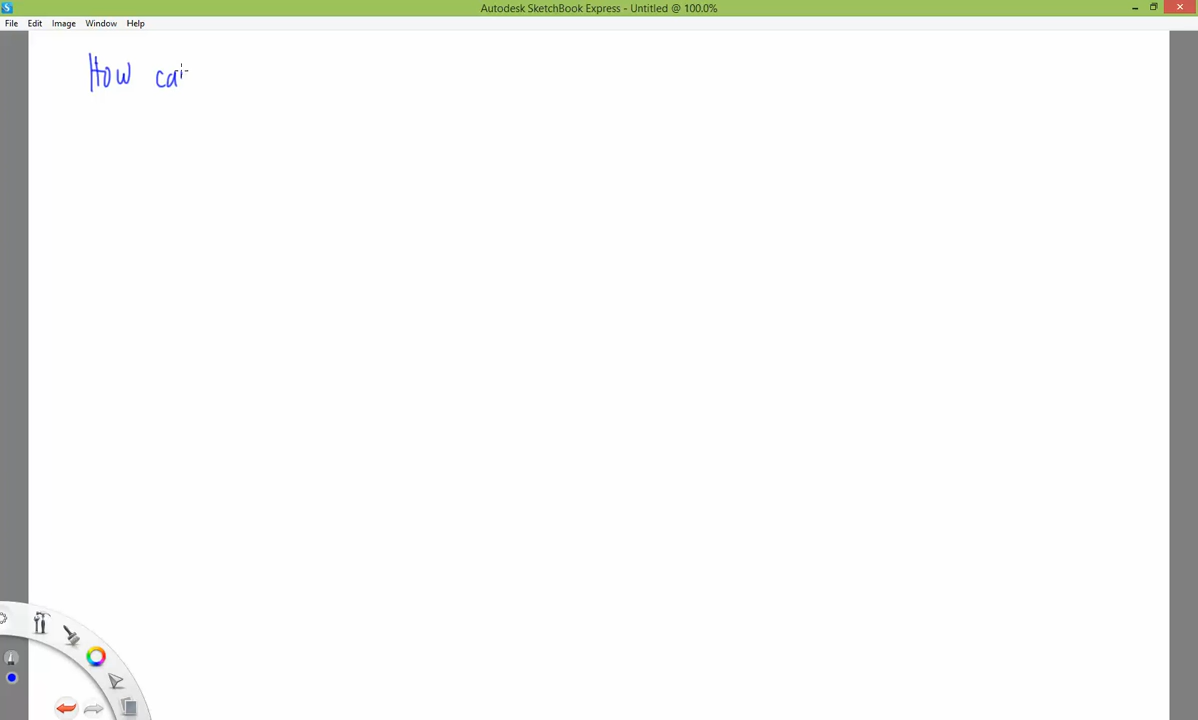 Autodesk SketchBook Express - Untitled @ 100.0%
File Edit Image Window Help
How ca